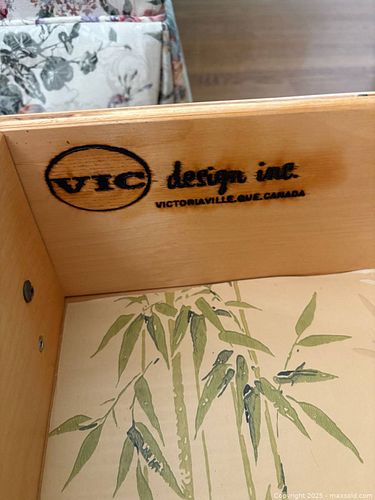 VIC design inc.
VICTORIAVILLE.QUE.CANADA
Copyright 2025 - maxsold.com